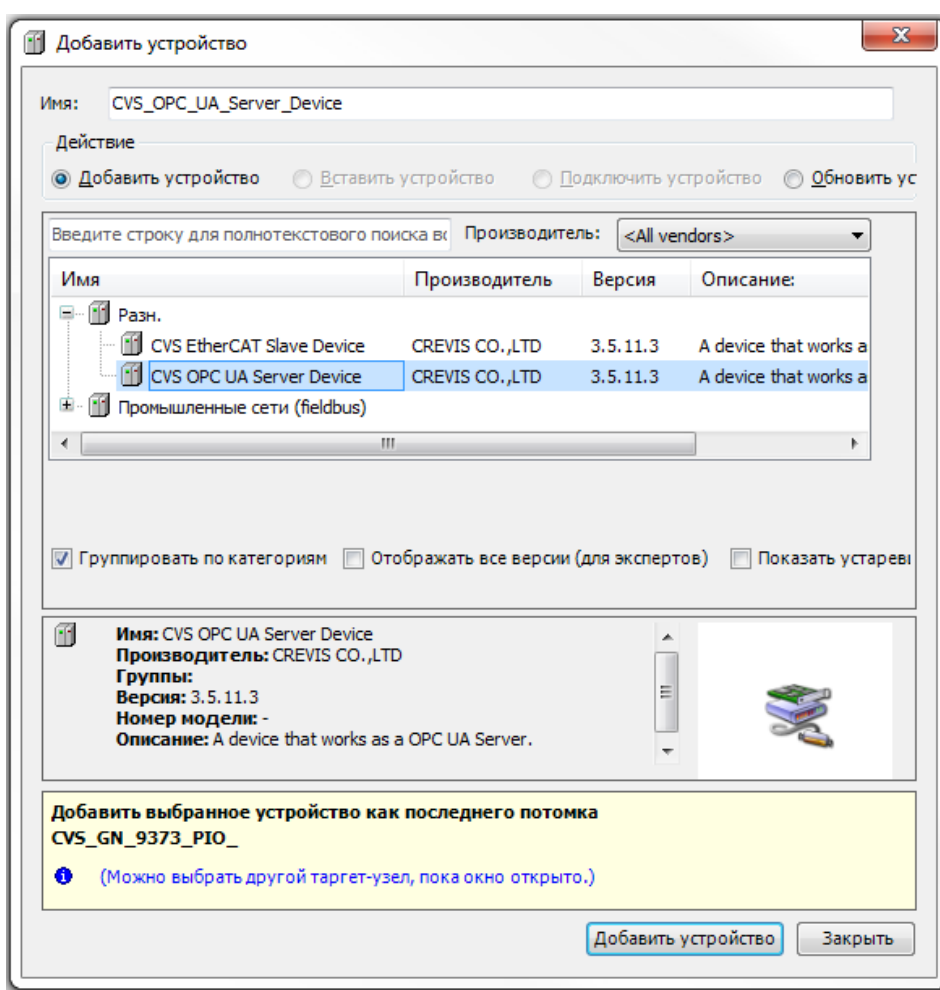 Добавить устройство
Имя: CVS_OPC_UA_Server_Device
Действие
Добавить устройство Вставить устройство Подключить устройство Обновить ус
Введите строку для полнотекстового поиска вс Производитель: <All vendors>
Имя Производитель Версия Описание:
Разн.
CVS EtherCAT Slave Device CREVIS CO.,LTD 3.5.11.3 A device that works a
CVS OPC UA Server Device CREVIS CO.,LTD 3.5.11.3 A device that works a
Промышленные сети (fieldbus)
Группировать по категориям Отображать все версии (для экспертов) Показать устареві
Имя: CVS OPC UA Server Device
Производитель: CREVIS CO.,LTD
Группы:
Версия: 3.5.11.3
Номер модели: -
Описание: A device that works as a OPC UA Server.
Добавить выбранное устройство как последнего потомка
CVS_GN_9373_PIO_
(Можно выбрать другой таргет-узел, пока окно открыто.)
Добавить устройство Закрыть